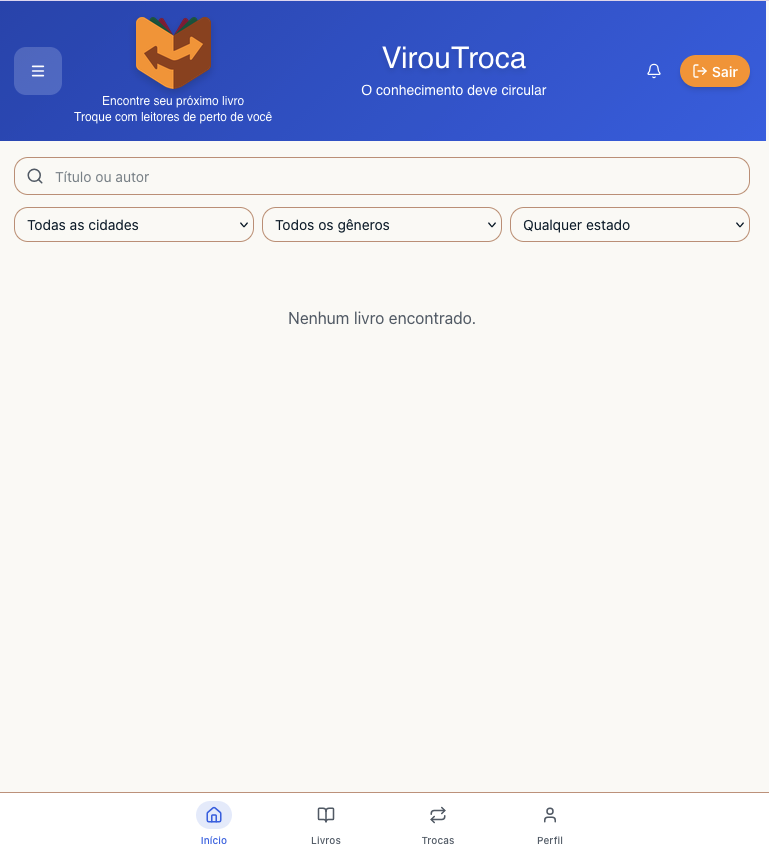 Encontre seu próximo livro
Troque com leitores de perto de você
VirouTroca
O conhecimento deve circular
Sair
Título ou autor
Todas as cidades
Todos os gêneros
Qualquer estado
Nenhum livro encontrado.
Início
Livros
Trocas
Perfil